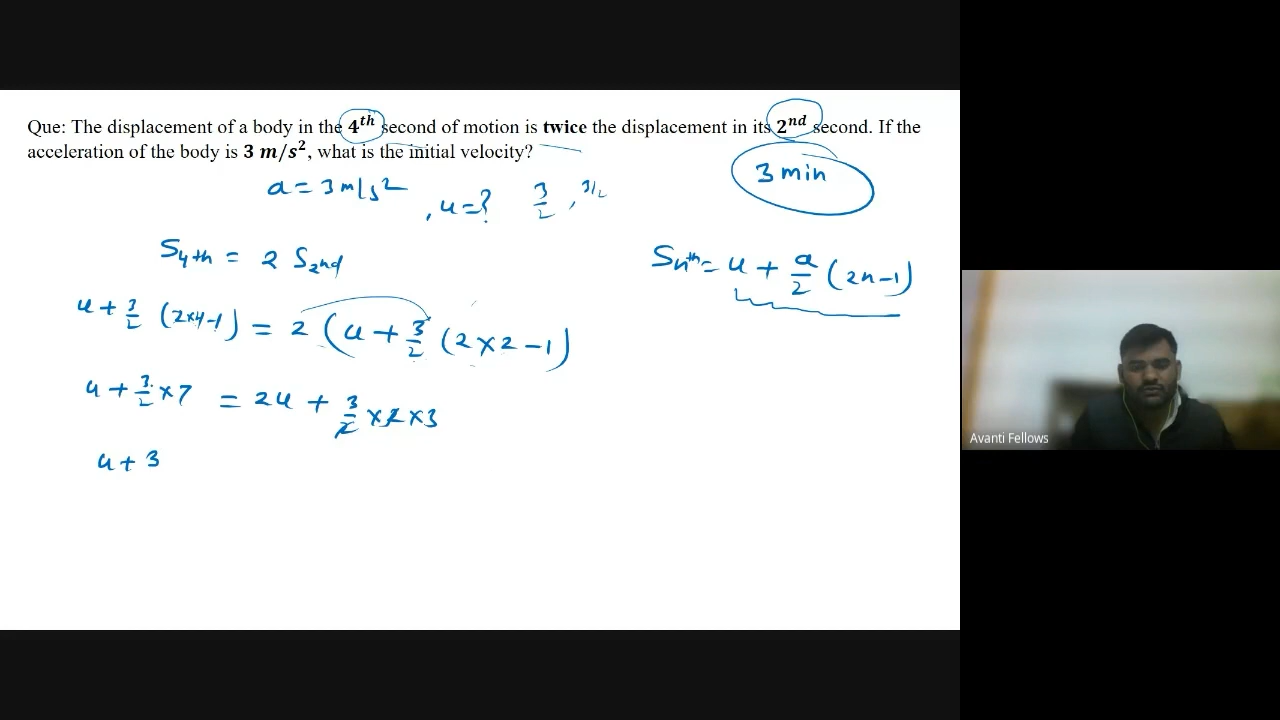 Que: The displacement of a body in the 4th second of motion is twice the displacement in its 2nd second. If the
acceleration of the body is 3 m/s², what is the initial velocity?
3 min
a = 3 m/s² , u = ? 3/2 , 3/2
S4th = 2 S2nd
Snth = u + a/2 (2n-1)
u + 3/2 (2×4-1) = 2 (u + 3/2 (2×2-1)
u + 3/2 ×7 = 2u + 3/2 ×2×3
u + 3
Avanti Fellows